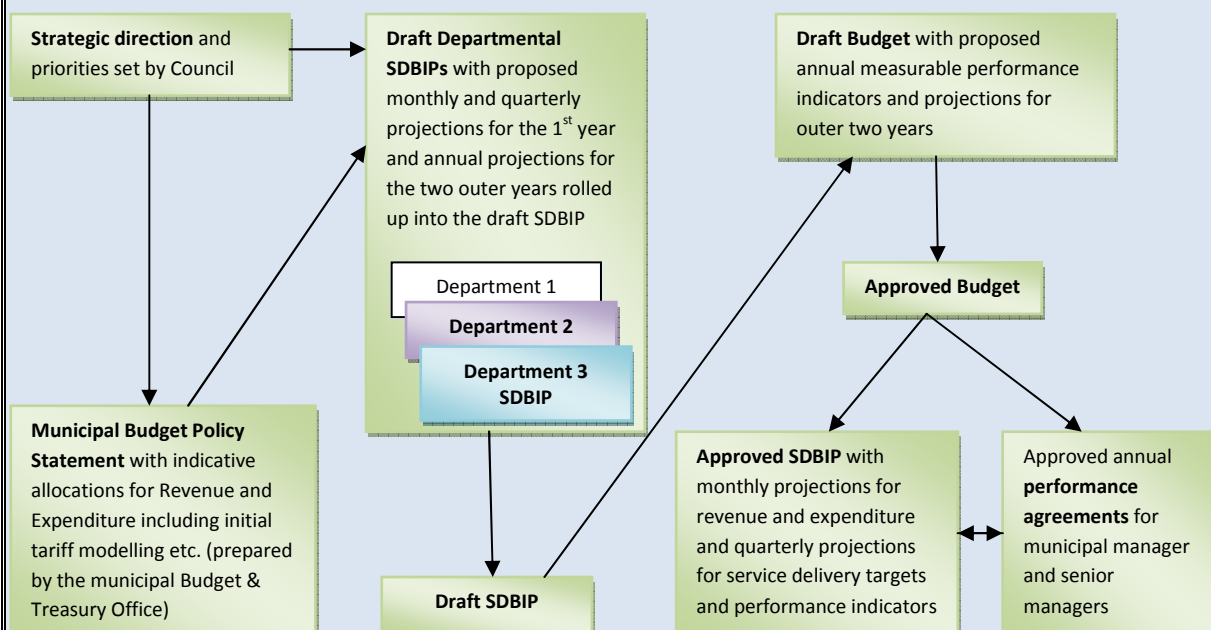 Strategic direction and
priorities set by Council
Municipal Budget Policy
Statement with indicative
allocations for Revenue and
Expenditure including initial
tariff modelling etc. (prepared
by the municipal Budget &
Treasury Office)
Draft Departmental
SDBIPs with proposed
monthly and quarterly
projections for the 1st year
and annual projections for
the two outer years rolled
up into the draft SDBIP
Department 1
Department 2
Department 3
SDBIP
Draft SDBIP
Draft Budget with proposed
annual measurable performance
indicators and projections for
outer two years
Approved Budget
Approved SDBIP with
monthly projections for
revenue and expenditure
and quarterly projections
for service delivery targets
and performance indicators
Approved annual
performance
agreements for
municipal manager
and senior
managers